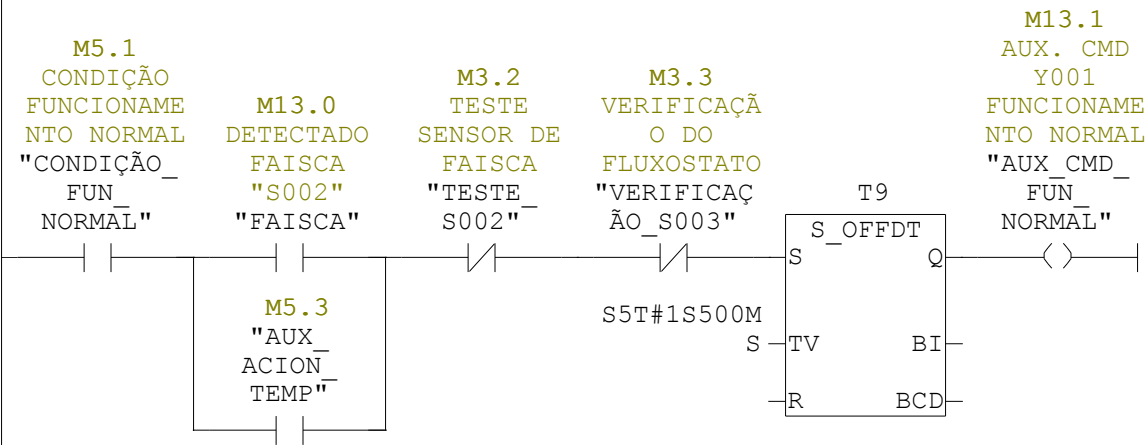 M5.1
CONDIÇÃO
FUNCIONAME
NTO NORMAL
"CONDIÇÃO_
FUN_
NORMAL"
M13.0
DETECTADO
FAISCA
"S002"
"FAISCA"
M5.3
"AUX_
ACION_
TEMP"
M3.2
TESTE
SENSOR DE
FAISCA
"TESTE_
S002"
M3.3
VERIFICAÇÃ
O DO
FLUXOSTATO
"VERIFICAÇ
ÃO_S003"
T9
S_OFFDT
S
Q
S5T#1S500M
S
TV
BI
R
BCD
M13.1
AUX. CMD
Y001
FUNCIONAME
NTO NORMAL
"AUX_CMD_
FUN_
NORMAL"